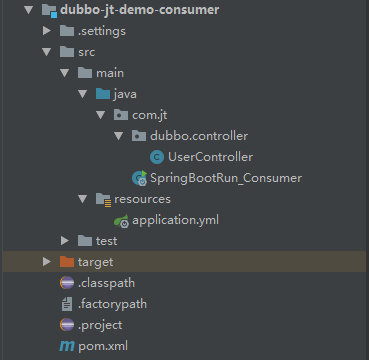 dubbo-jt-demo-consumer
.settings
src
main
java
com.jt
dubbo.controller
UserController
SpringBootRun_Consumer
resources
application.yml
test
target
.classpath
.factorypath
.project
pom.xml